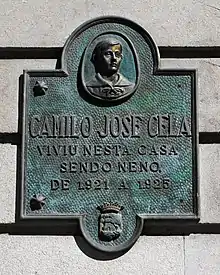 CAMILO JOSE CELA
VIVIU NESTA CASA
SENDO NENO,
DE 1921 A 1925